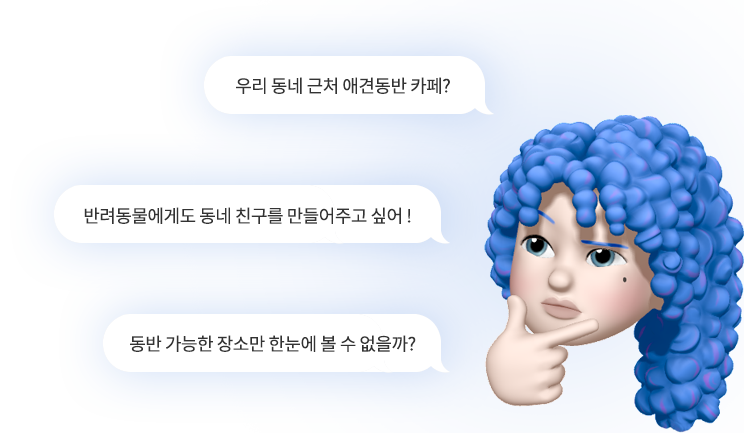 우리 동네 근처 애견동반 카페?
반려동물에게도 동네 친구를 만들어주고 싶어 !
동반 가능한 장소만 한눈에 볼 수 없을까?